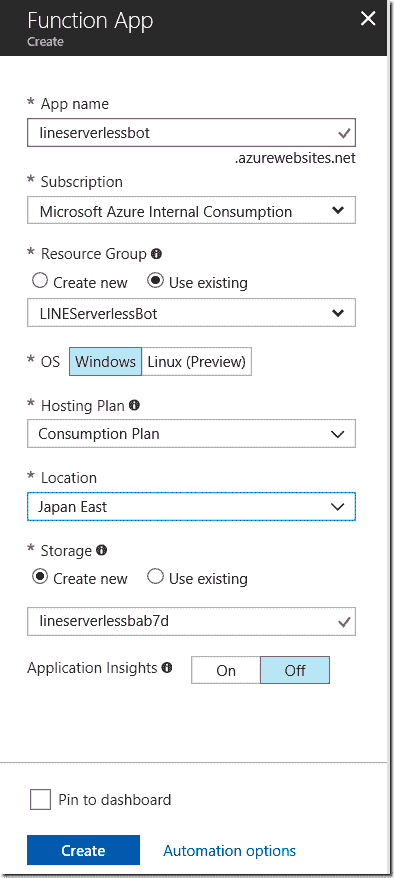 Function App
Create
* App name
lineserverlessbot
.azurewebsites.net
* Subscription
Microsoft Azure Internal Consumption
* Resource Group
Create new Use existing
LINEServerlessBot
* OS Windows Linux (Preview)
* Hosting Plan
Consumption Plan
* Location
Japan East
* Storage
Create new Use existing
lineserverlessbab7d
Application Insights On Off
Pin to dashboard
Create Automation options